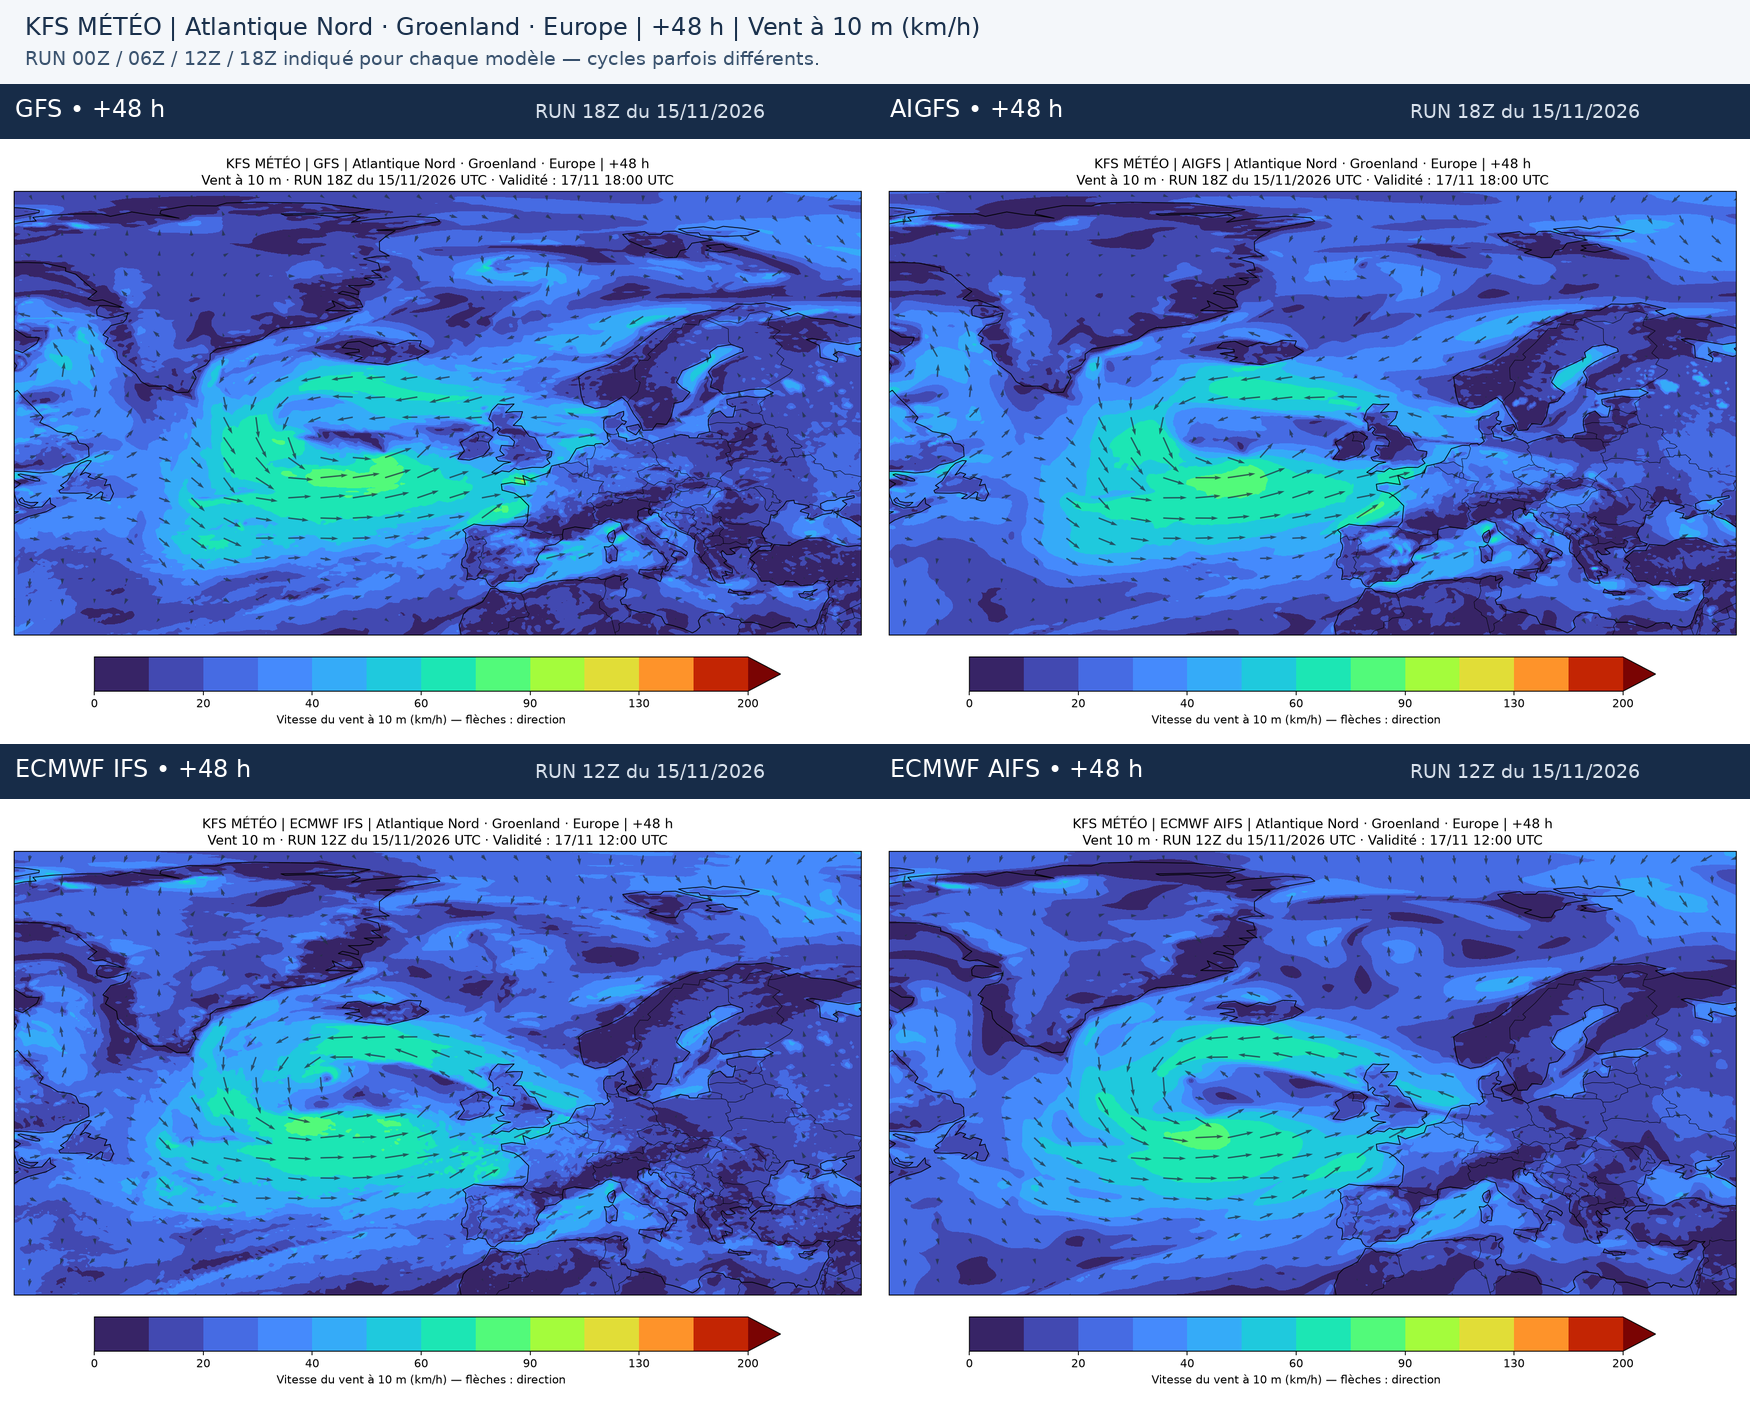 KFS MÉTÉO | Atlantique Nord · Groenland · Europe | +48 h | Vent à 10 m (km/h)
RUN 00Z / 06Z / 12Z / 18Z indiqué pour chaque modèle — cycles parfois différents.
GFS • +48 h
RUN 18Z du 15/11/2026
KFS MÉTÉO | GFS | Atlantique Nord · Groenland · Europe | +48 h
Vent à 10 m · RUN 18Z du 15/11/2026 UTC · Validité : 17/11 18:00 UTC
0 20 40 60 90 130 200
Vitesse du vent à 10 m (km/h) — flèches : direction
AIGFS • +48 h
RUN 18Z du 15/11/2026
KFS MÉTÉO | AIGFS | Atlantique Nord · Groenland · Europe | +48 h
Vent à 10 m · RUN 18Z du 15/11/2026 UTC · Validité : 17/11 18:00 UTC
0 20 40 60 90 130 200
Vitesse du vent à 10 m (km/h) — flèches : direction
ECMWF IFS • +48 h
RUN 12Z du 15/11/2026
KFS MÉTÉO | ECMWF IFS | Atlantique Nord · Groenland · Europe | +48 h
Vent 10 m · RUN 12Z du 15/11/2026 UTC · Validité : 17/11 12:00 UTC
0 20 40 60 90 130 200
Vitesse du vent à 10 m (km/h) — flèches : direction
ECMWF AIFS • +48 h
RUN 12Z du 15/11/2026
KFS MÉTÉO | ECMWF AIFS | Atlantique Nord · Groenland · Europe | +48 h
Vent 10 m · RUN 12Z du 15/11/2026 UTC · Validité : 17/11 12:00 UTC
0 20 40 60 90 130 200
Vitesse du vent à 10 m (km/h) — flèches : direction